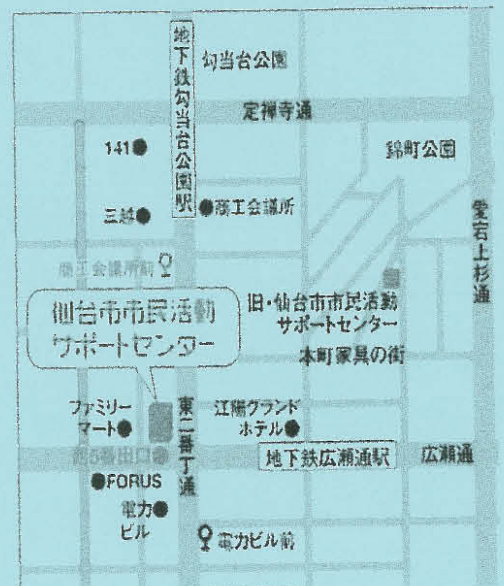 地下鉄勾当台公園駅
勾当台公園
定禅寺通
141
錦町公園
三越
商工会議所
愛宕上杉通
商工会議所前
仙台市市民活動
サポートセンター
旧・仙台市市民活動
サポートセンター
本町家具の街
ファミリー
マート
東二番丁通
江陽グランド
ホテル
西5番出口
地下鉄広瀬通駅
広瀬通
FORUS
電力
ビル
電力ビル前